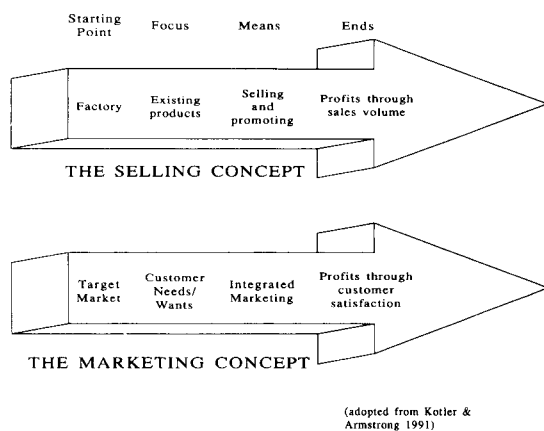 Starting Point Focus Means Ends
Factory Existing products Selling and promoting Profits through sales volume
THE SELLING CONCEPT
Target Market Customer Needs/ Wants Integrated Marketing Profits through customer satisfaction
THE MARKETING CONCEPT
(adopted from Kotler &
Armstrong 1991)